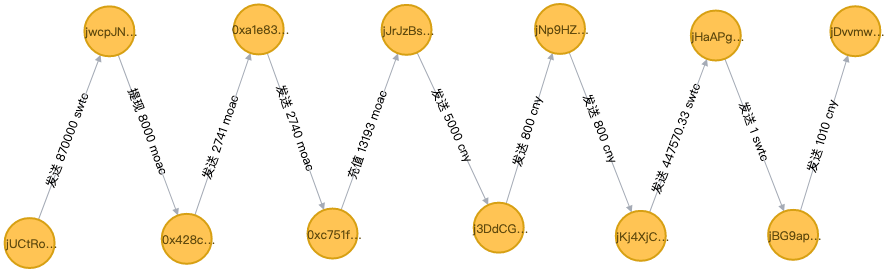 jwcpJN...
0xa1e83...
jJrJzBs...
jNp9HZ...
jHaAPg...
jDvvmw...
发送 870000 swtc
提现 8000 moac
发送 2741 moac
发送 2740 moac
充值 13193 moac
发送 5000 cny
发送 800 cny
发送 800 cny
发送 447570.33 swtc
发送 1 swtc
发送 1010 cny
jUCtRo...
0x428c...
0xc751f...
j3DdCG...
jKj4XjC...
jBG9ap...